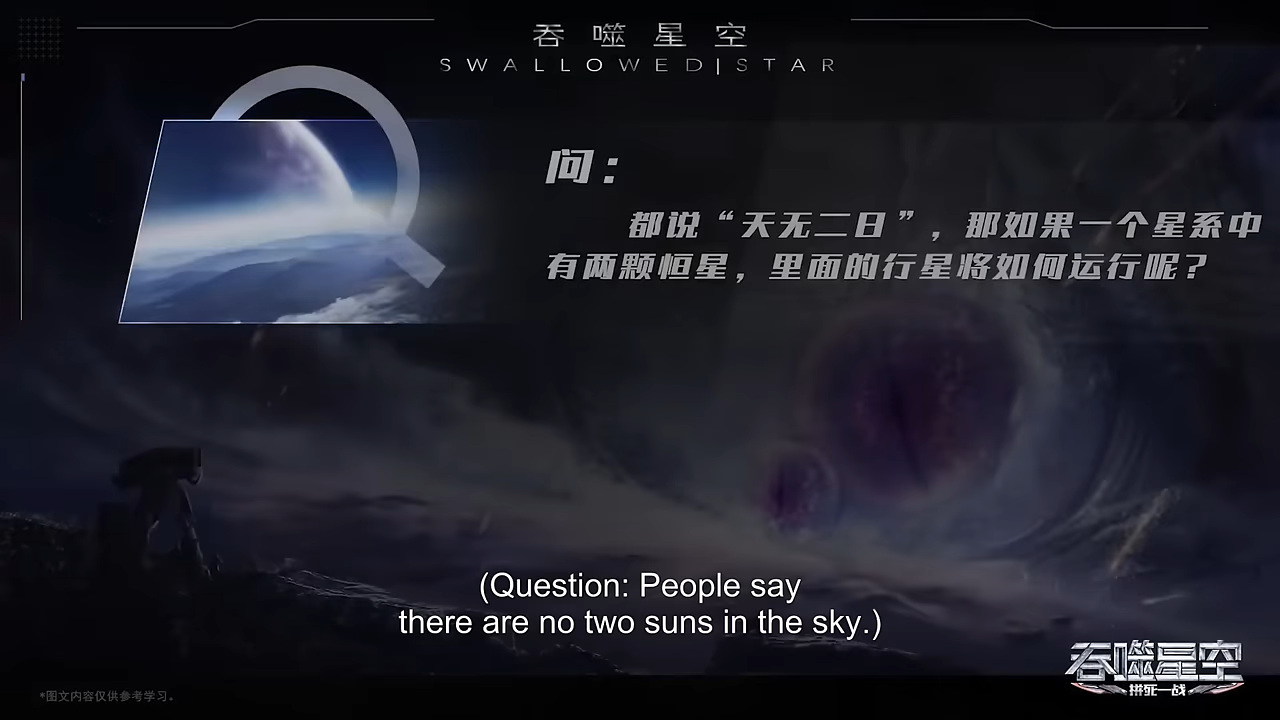 吞噬星空
SWALLOWED|STAR
问：
都说“天无二日”，那如果一个星系中
有两颗恒星，里面的行星将如何运行呢？
(Question: People say
there are no two suns in the sky.)
吞噬星空
拼死一战
*图文内容仅供参考学习。